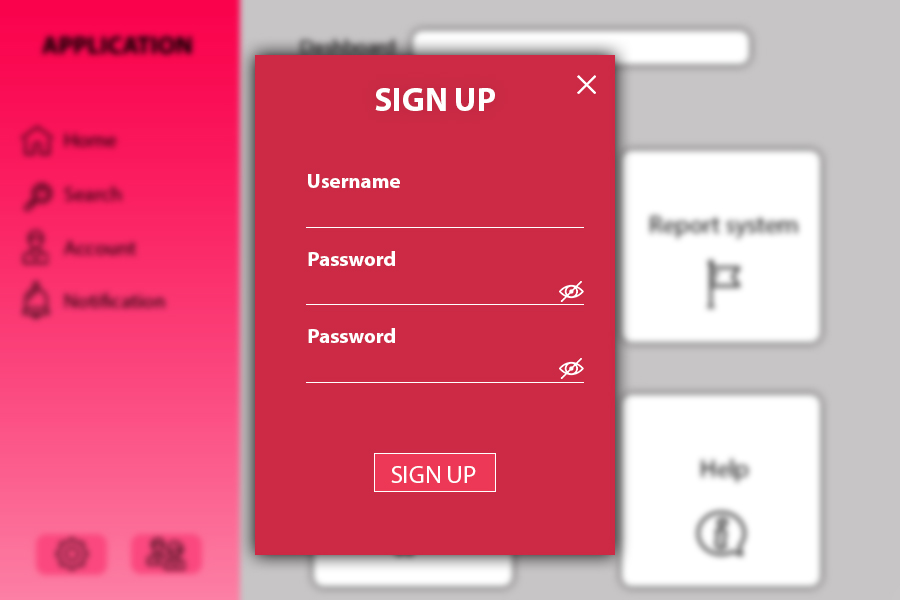 APPLICATION
Dashboard
Home
Search
Account
Notification
SIGN UP
Username
Password
Password
SIGN UP
Report system
Help